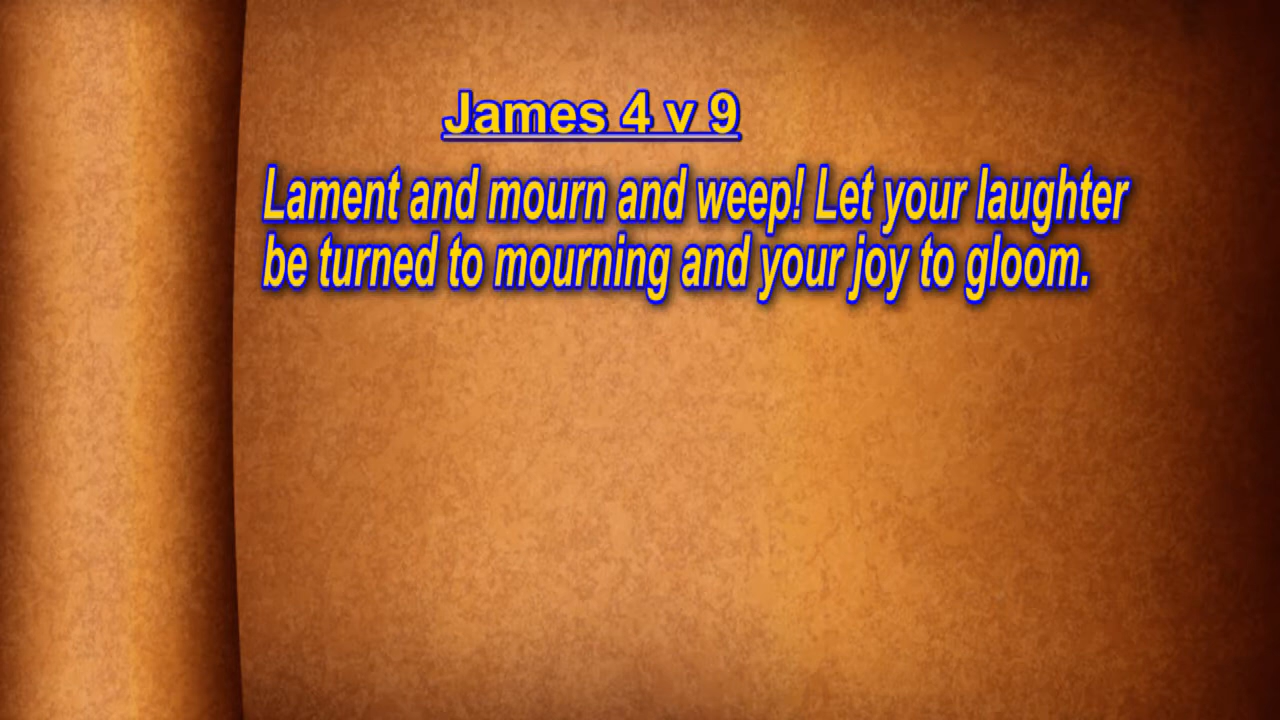 James 4 v 9
Lament and mourn and weep! Let your laughter
be turned to mourning and your joy to gloom.